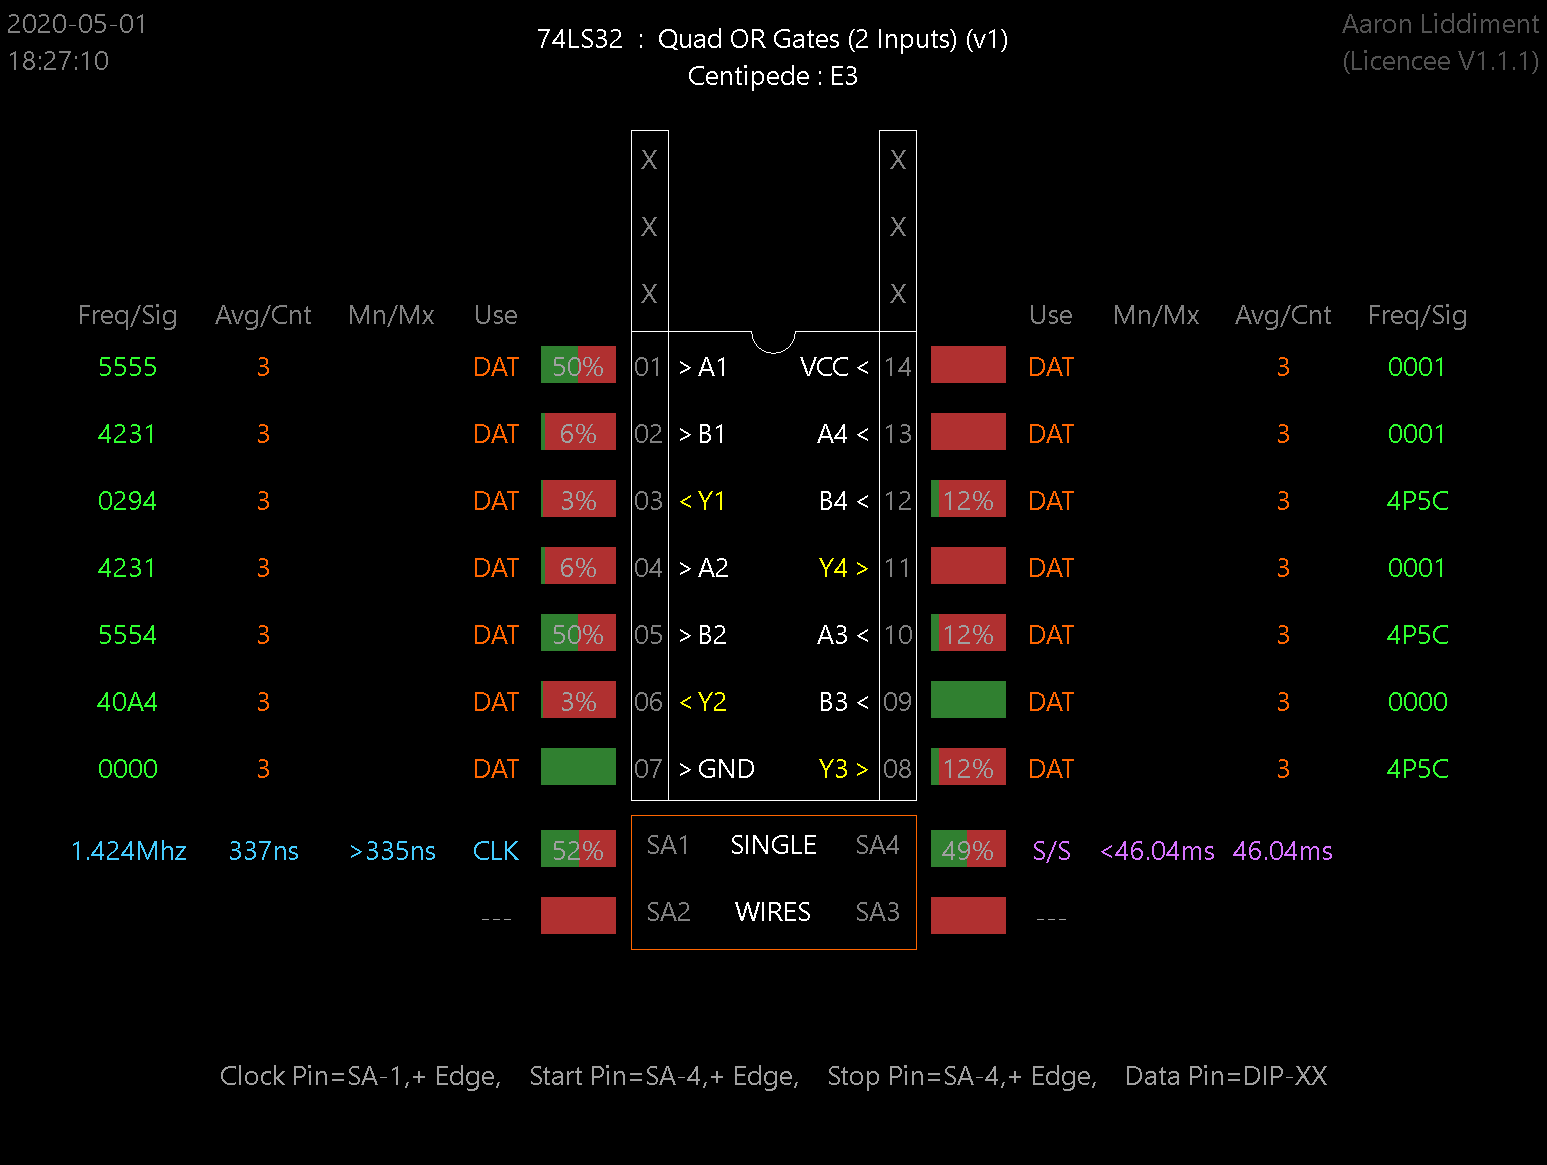 2020-05-01
18:27:10
74LS32 : Quad OR Gates (2 Inputs) (v1)
Centipede : E3
Aaron Liddiment
(Licencee V1.1.1)
X X
X X
X X
Freq/Sig Avg/Cnt Mn/Mx Use Use Mn/Mx Avg/Cnt Freq/Sig
5555 3 DAT 50% 01 > A1 VCC < 14 DAT 3 0001
4231 3 DAT 6% 02 > B1 A4 < 13 DAT 3 0001
0294 3 DAT 3% 03 < Y1 B4 < 12 12% DAT 3 4P5C
4231 3 DAT 6% 04 > A2 Y4 > 11 DAT 3 0001
5554 3 DAT 50% 05 > B2 A3 < 10 12% DAT 3 4P5C
40A4 3 DAT 3% 06 < Y2 B3 < 09 DAT 3 0000
0000 3 DAT 07 > GND Y3 > 08 12% DAT 3 4P5C
1.424Mhz 337ns >335ns CLK 52% SA1 SINGLE SA4 49% S/S <46.04ms 46.04ms
--- SA2 WIRES SA3 ---
Clock Pin=SA-1,+ Edge, Start Pin=SA-4,+ Edge, Stop Pin=SA-4,+ Edge, Data Pin=DIP-XX